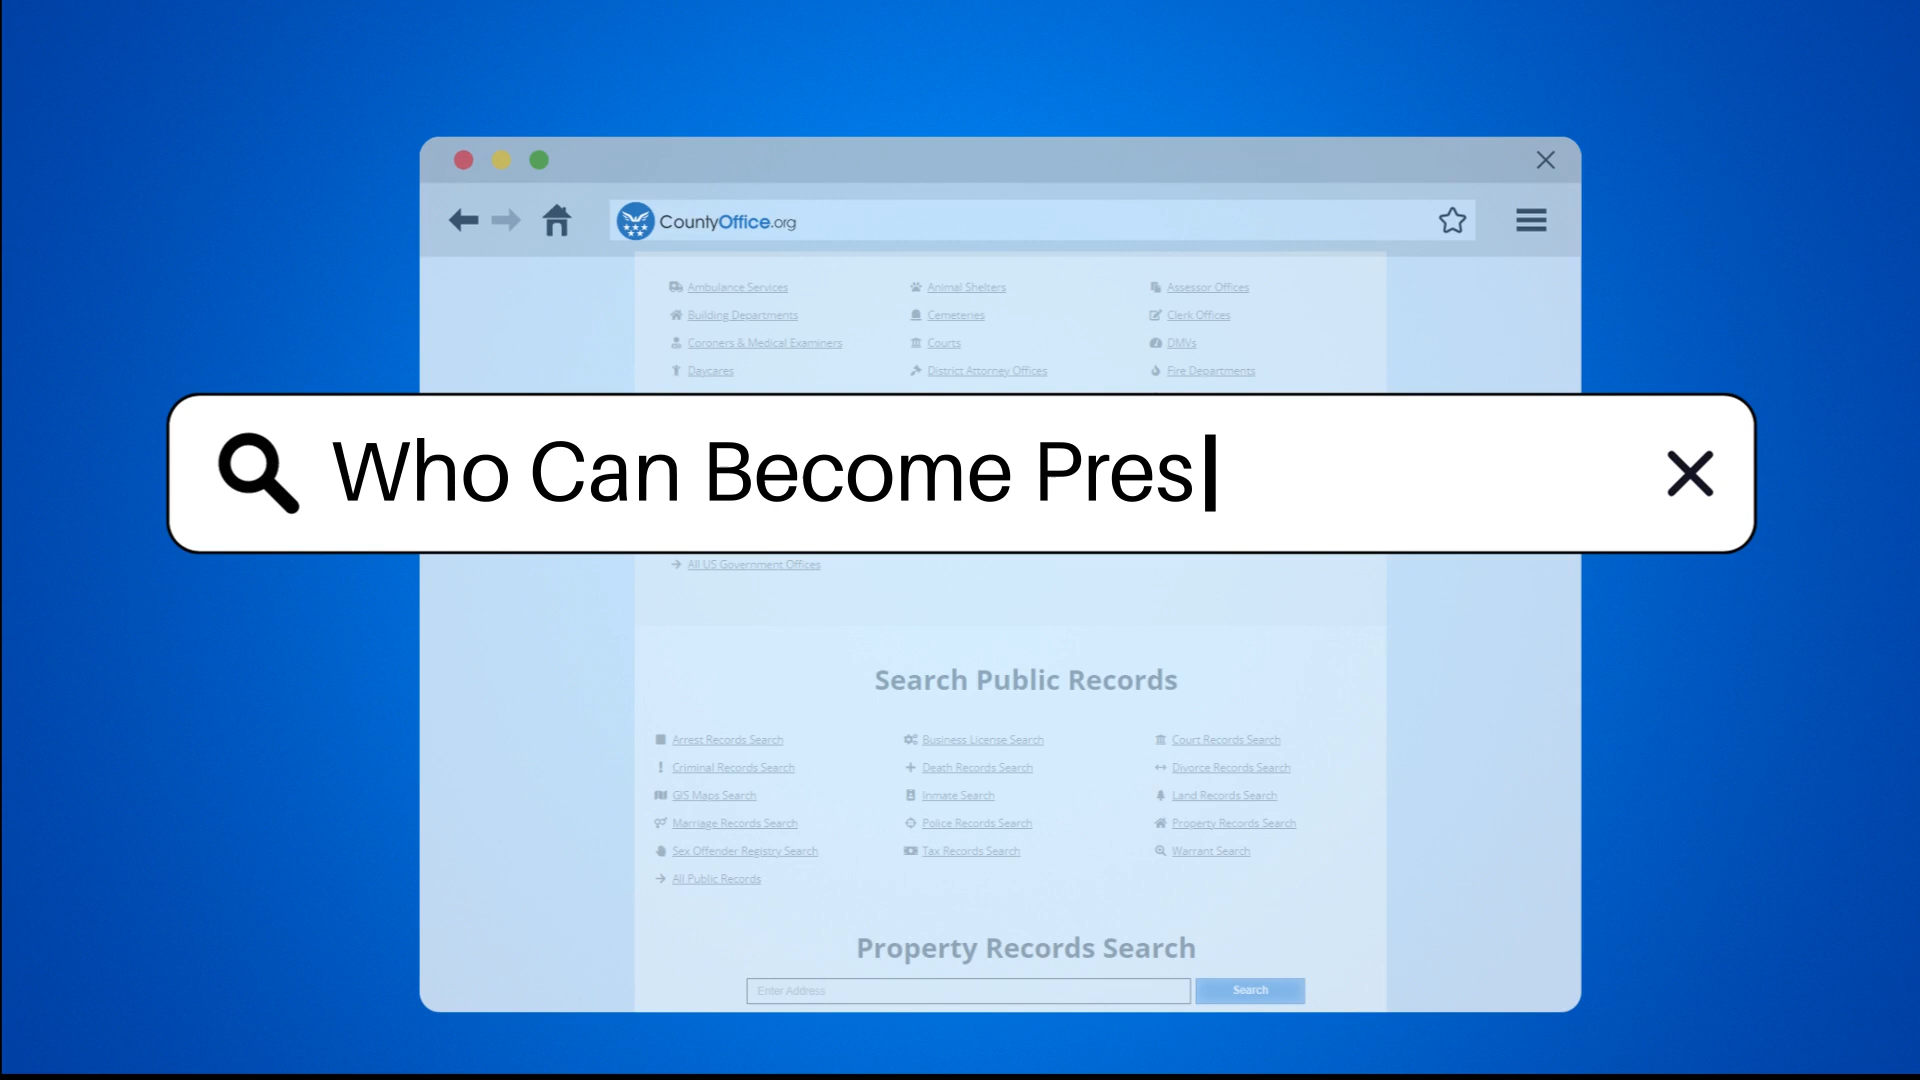 CountyOffice.org
Ambulance Services Animal Shelters Assessor Offices
Building Departments Cemeteries Clerk Offices
Coroners & Medical Examiners Courts DMVs
Daycares District Attorney Offices Fire Departments
Who Can Become Pres
All US Government Offices
Search Public Records
Arrest Records Search Business License Search Court Records Search
Criminal Records Search Death Records Search Divorce Records Search
GIS Maps Search Inmate Search Land Records Search
Marriage Records Search Police Records Search Property Records Search
Sex Offender Registry Search Tax Records Search Warrant Search
All Public Records
Property Records Search
Enter Address Search